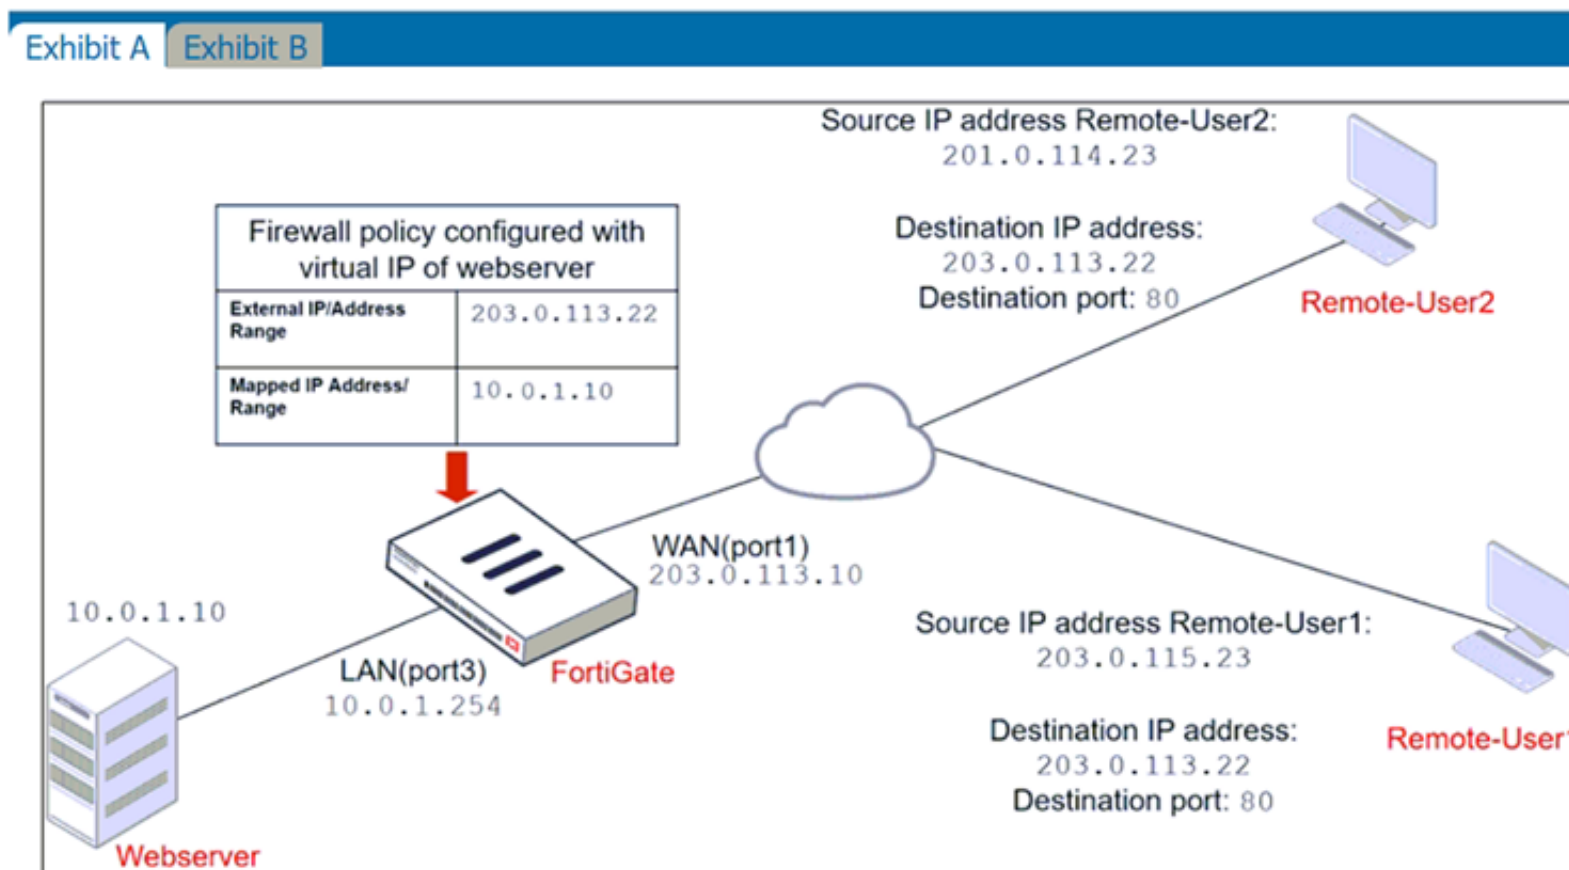 Exhibit A
Exhibit B
Source IP address Remote-User2:
201.0.114.23
Destination IP address:
203.0.113.22
Destination port: 80
Remote-User2
Firewall policy configured with
virtual IP of webserver
External IP/Address
Range
203.0.113.22
Mapped IP Address/
Range
10.0.1.10
WAN(port1)
203.0.113.10
10.0.1.10
LAN(port3)
10.0.1.254
FortiGate
Source IP address Remote-User1:
203.0.115.23
Destination IP address:
203.0.113.22
Destination port: 80
Remote-User1
Webserver